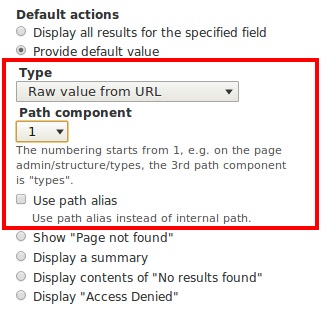 Default actions
Display all results for the specified field
Provide default value
Type
Raw value from URL
Path component
1
The numbering starts from 1, e.g. on the page
admin/structure/types, the 3rd path component
is "types".
Use path alias
Use path alias instead of internal path.
Show "Page not found"
Display a summary
Display contents of "No results found"
Display "Access Denied"